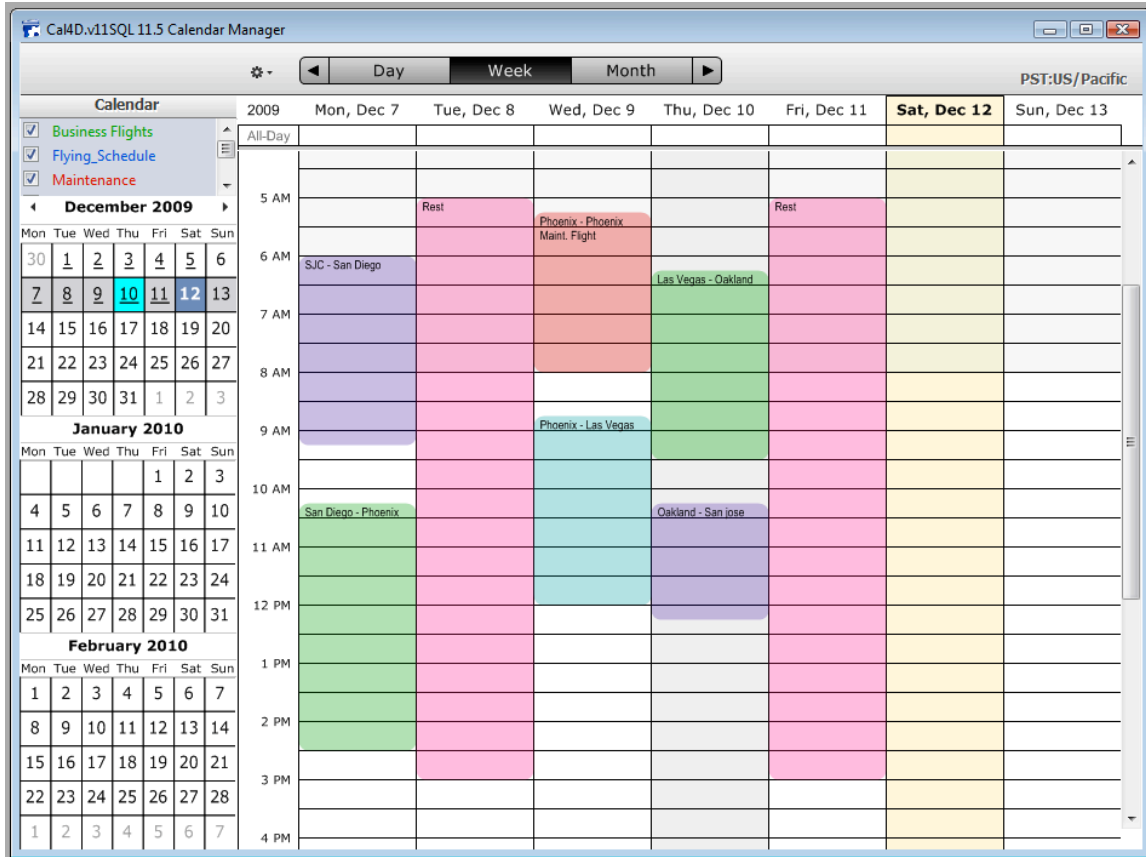 Cal4D.v11SQL 11.5 Calendar Manager
Day Week Month
PST:US/Pacific
Calendar
Business Flights
Flying_Schedule
Maintenance
December 2009
Mon Tue Wed Thu Fri Sat Sun
30 1 2 3 4 5 6
7 8 9 10 11 12 13
14 15 16 17 18 19 20
21 22 23 24 25 26 27
28 29 30 31 1 2 3
January 2010
Mon Tue Wed Thu Fri Sat Sun
1 2 3
4 5 6 7 8 9 10
11 12 13 14 15 16 17
18 19 20 21 22 23 24
25 26 27 28 29 30 31
February 2010
Mon Tue Wed Thu Fri Sat Sun
1 2 3 4 5 6 7
8 9 10 11 12 13 14
15 16 17 18 19 20 21
22 23 24 25 26 27 28
1 2 3 4 5 6 7
2009 Mon, Dec 7 Tue, Dec 8 Wed, Dec 9 Thu, Dec 10 Fri, Dec 11 Sat, Dec 12 Sun, Dec 13
All-Day
5 AM
Rest
Rest
Phoenix - Phoenix
Maint. Flight
6 AM
SJC - San Diego
Las Vegas - Oakland
7 AM
8 AM
9 AM
Phoenix - Las Vegas
10 AM
San Diego - Phoenix
Oakland - San jose
11 AM
12 PM
1 PM
2 PM
3 PM
4 PM